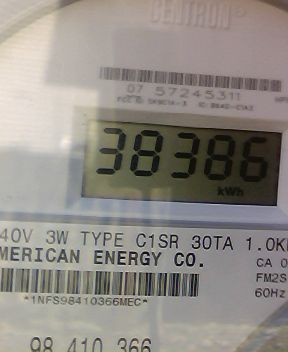 CENTRON®
07 57245311
38386
kWh
40V 3W TYPE C1SR 30TA 1.0K
MERICAN ENERGY CO.
CA 0
FM2S
*1NFS98410366MEC*
60Hz
98 410 366